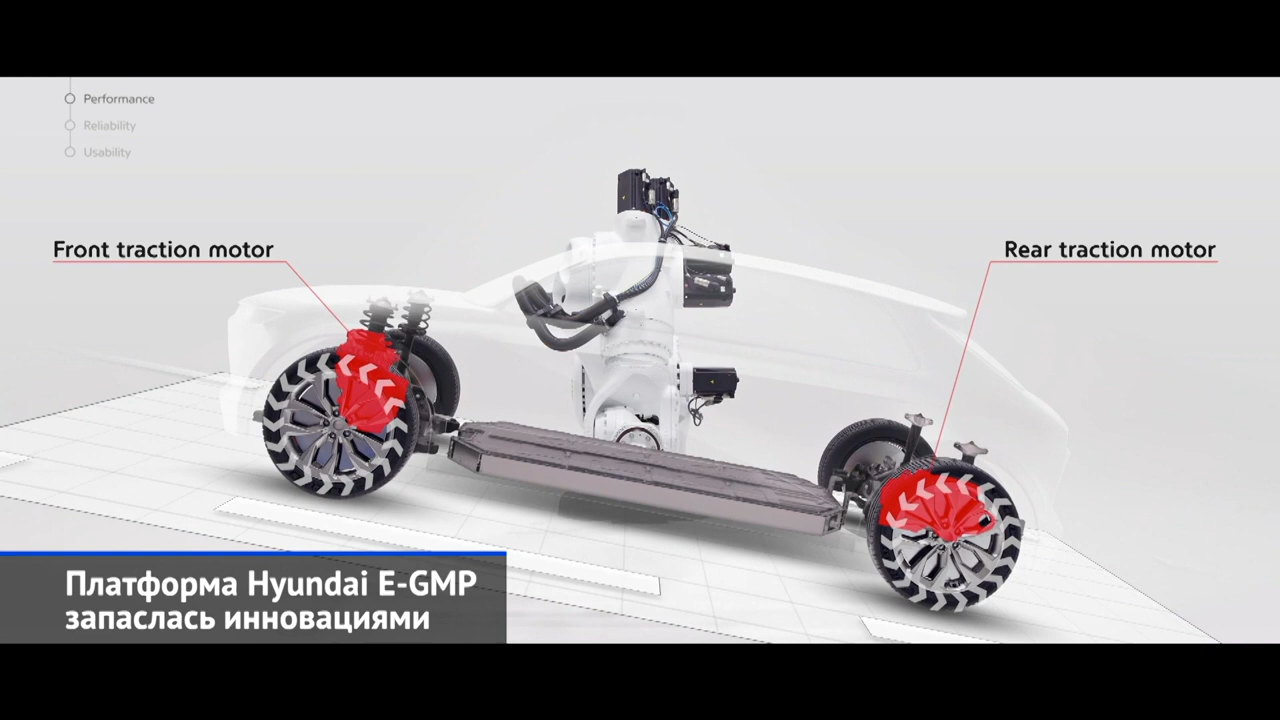 Performance
Reliability
Usability
Front traction motor
Rear traction motor
Платформа Hyundai E-GMP
запаслась инновациями